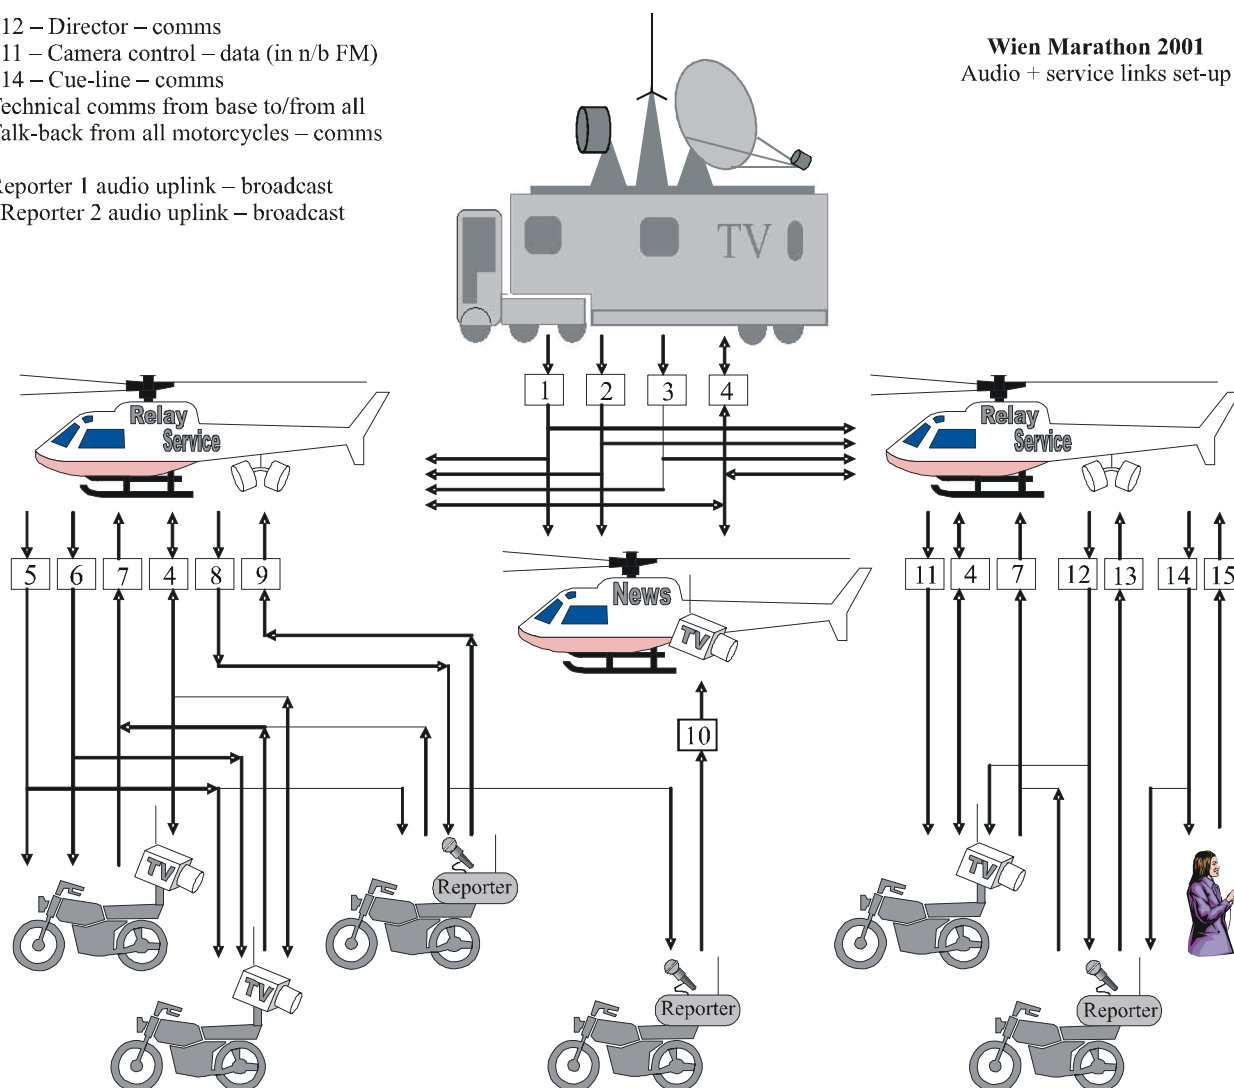 12 – Director – comms
11 – Camera control – data (in n/b FM)
14 – Cue-line – comms
echnical comms from base to/from all
alk-back from all motorcycles – comms
eporter 1 audio uplink – broadcast
Reporter 2 audio uplink – broadcast
Wien Marathon 2001
Audio + service links set-up
TV
1 2 3 4
Relay
Service
Relay
Service
5 6 7 4 8 9
11 4 7 12 13 14 15
News
TV
10
TV
Reporter
TV
TV
Reporter
Reporter